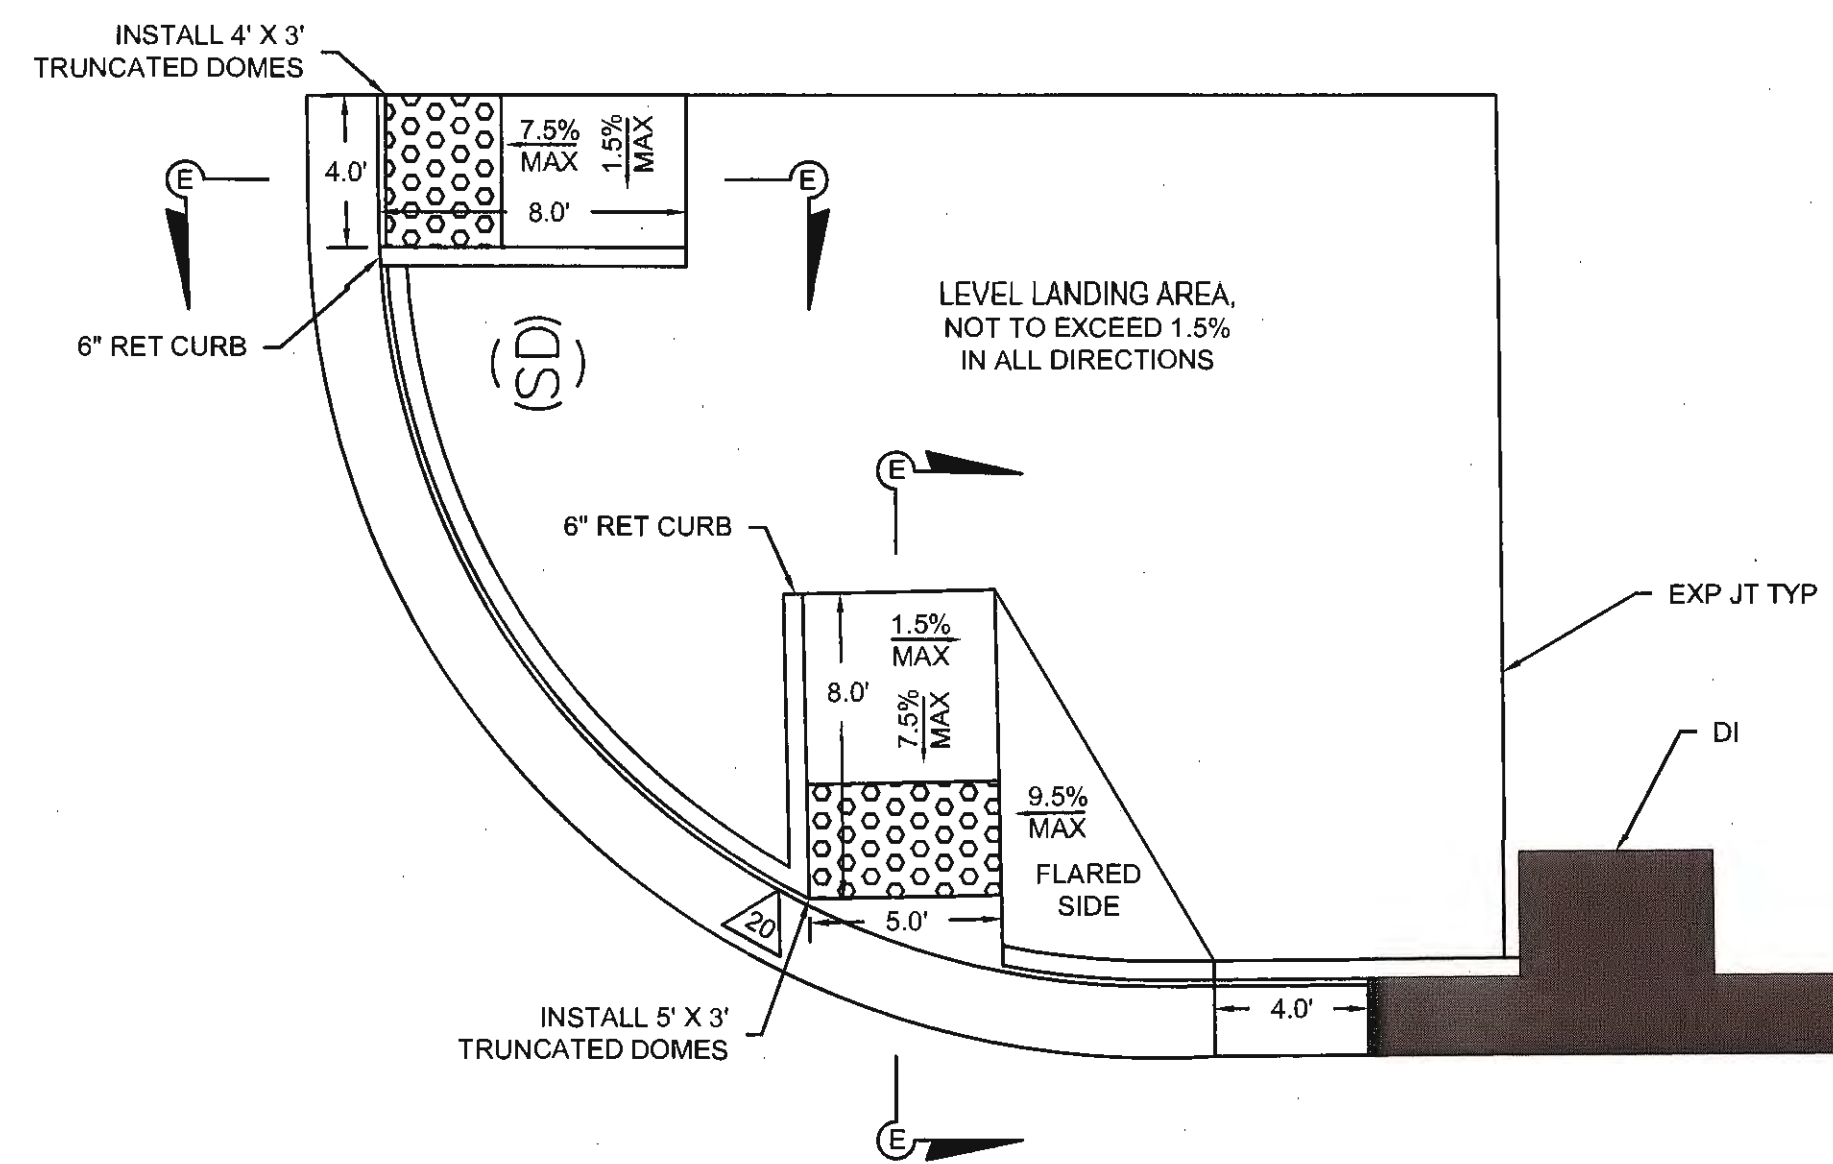 INSTALL 4' X 3'
TRUNCATED DOMES
7.5%
MAX
1.5%
MAX
4.0'
8.0'
E
E
6" RET CURB
(SD)
LEVEL LANDING AREA,
NOT TO EXCEED 1.5%
IN ALL DIRECTIONS
E
6" RET CURB
EXP JT TYP
1.5%
MAX
8.0'
7.5%
MAX
DI
9.5%
MAX
FLARED
SIDE
20
5.0'
INSTALL 5' X 3'
TRUNCATED DOMES
4.0'
E